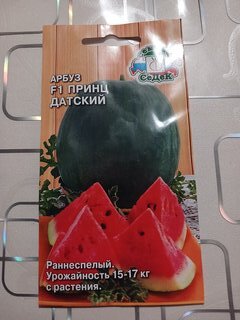 СеДеК
АРБУЗ
F1 ПРИНЦ
ДАТСКИЙ
Раннеспелый.
Урожайность 15-17 кг
с растения.